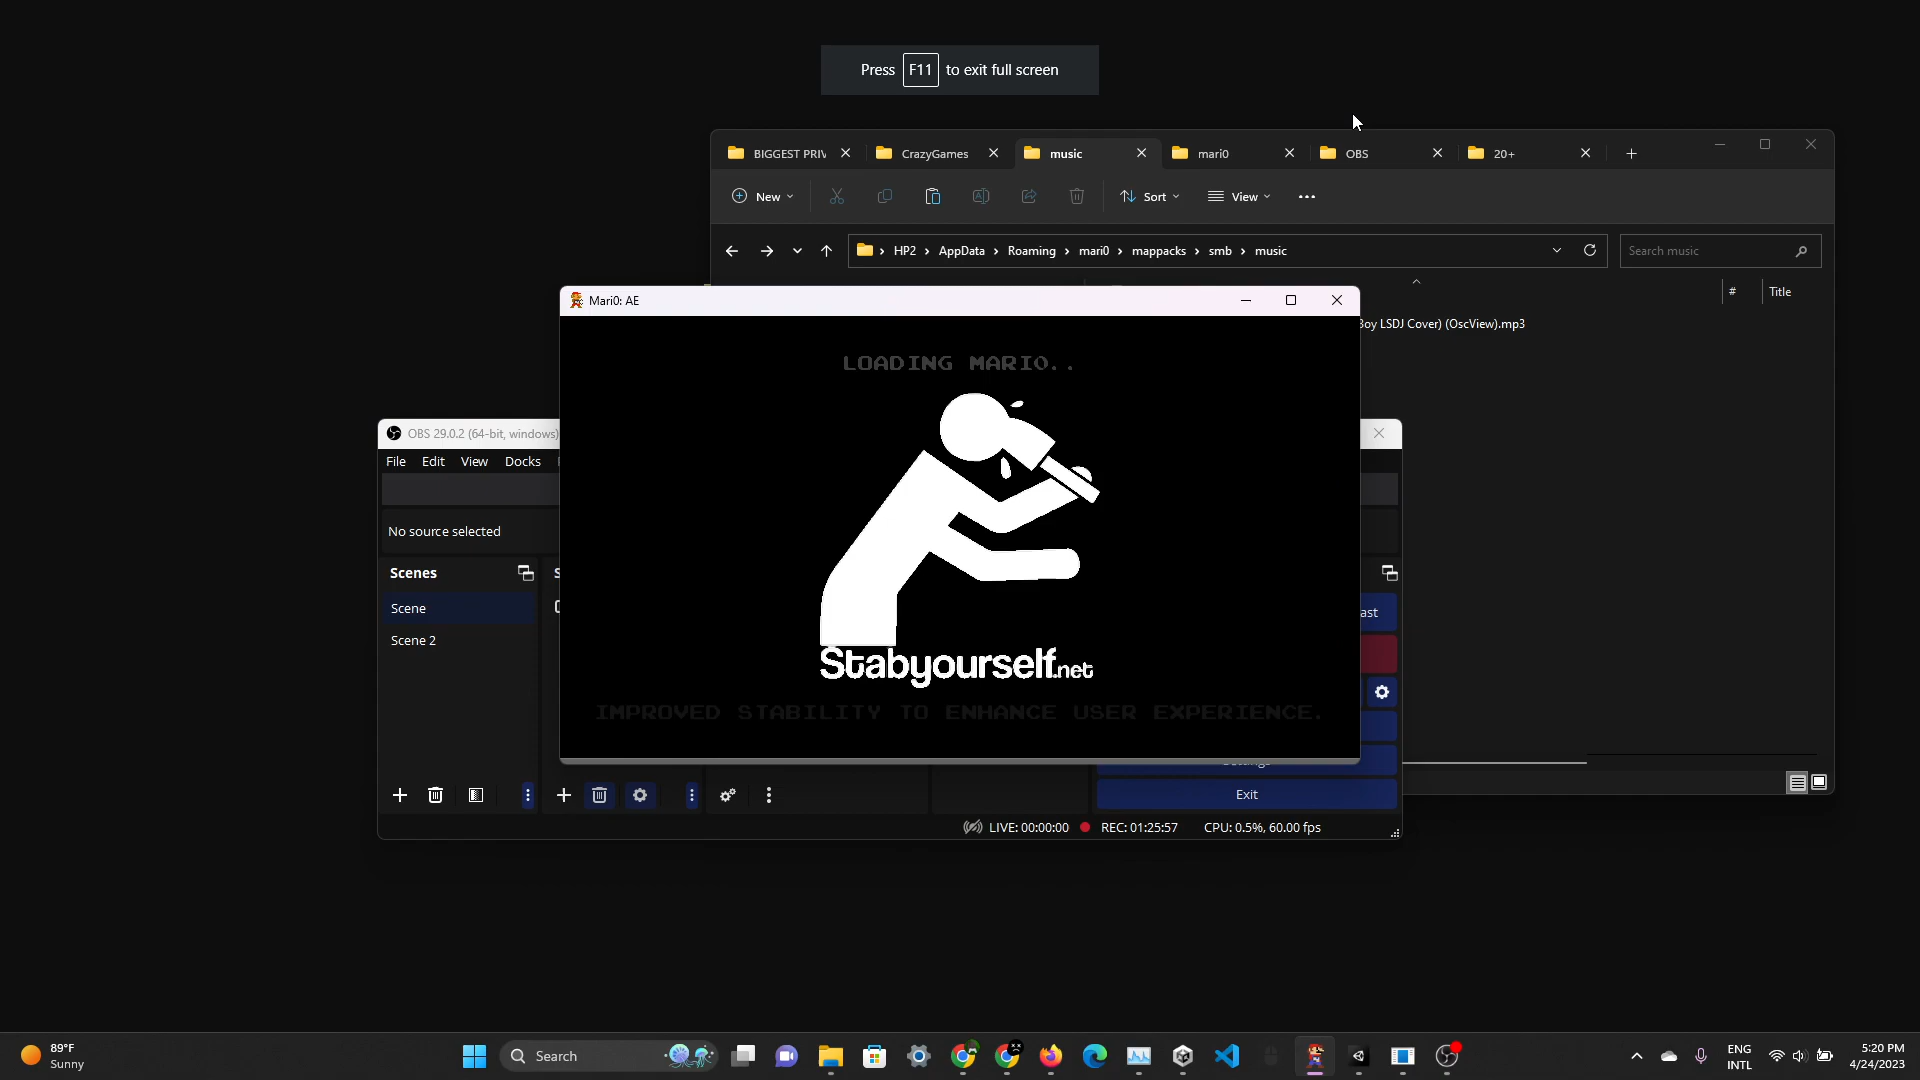 Press F11 to exit full screen
BIGGEST PRIV
CrazyGames
music
mari0
OBS
20+
New
Sort
View
HP2 > AppData > Roaming > mari0 > mappacks > smb > music
Search music
Mari0: AE
# Title
Boy LSDJ Cover) (OscView).mp3
LOADING MARI0..
Stabyourself.net
IMPROVED STABILITY TO ENHANCE USER EXPERIENCE.
OBS 29.0.2 (64-bit, windows)
File Edit View Docks
No source selected
Scenes
Scene
Scene 2
Exit
LIVE: 00:00:00 REC: 01:25:57 CPU: 0.5%, 60.00 fps
89°F
Sunny
Search
ENG
INTL
5:20 PM
4/24/2023